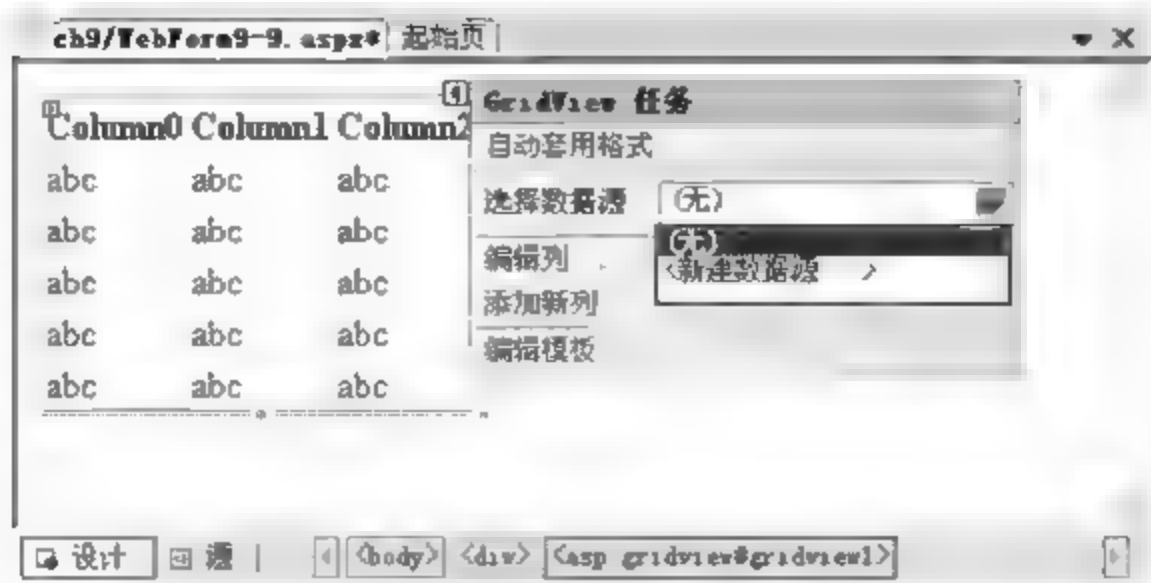 ch9/WebForm9-9.aspx* 起始页
GridView 任务
Column0 Column1 Column2
自动套用格式
abc abc abc
选择数据源 (无)
(无)
<新建数据源 >
abc abc abc
编辑列
abc abc abc
添加新列
abc abc abc
编辑模板
abc abc abc
设计 源 <body> <div> <asp gridview#gridview1>